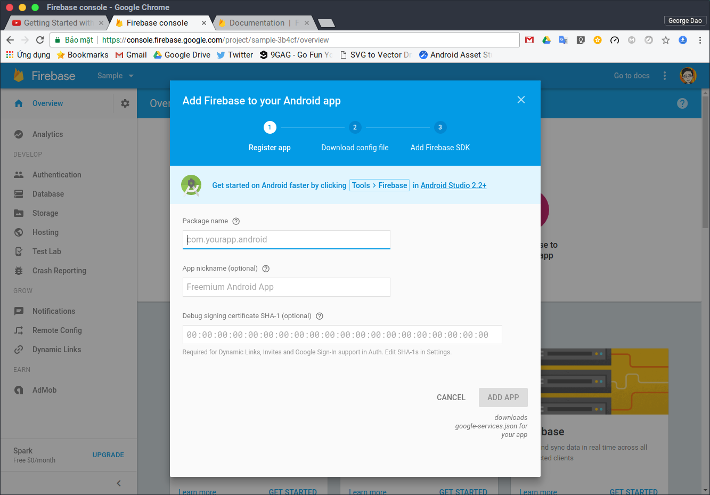 Firebase console - Google Chrome
Getting Started with
Firebase console
Documentation
George Dao
Bảo mật
https://console.firebase.google.com/project/sample-3b4cf/overview
Ứng dụng
Bookmarks
Gmail
Google Drive
Twitter
9GAG - Go Fun Yo
SVG to Vector D
Android Asset St
Firebase
Sample
Go to docs
Overview
Analytics
DEVELOP
Authentication
Database
Storage
Hosting
Test Lab
Crash Reporting
GROW
Notifications
Remote Config
Dynamic Links
EARN
AdMob
Spark
Free $0/month
UPGRADE
Add Firebase to your Android app
1
2
3
Register app
Download config file
Add Firebase SDK
Get started on Android faster by clicking Tools > Firebase in Android Studio 2.2+
Package name
com.yourapp.android
App nickname (optional)
Freemium Android App
Debug signing certificate SHA-1 (optional)
00:00:00:00:00:00:00:00:00:00:00:00:00:00:00:00:00:00:00:00
Required for Dynamic Links, Invites and Google Sign-In support in Auth. Edit SHA-1s in Settings.
CANCEL
ADD APP
downloads
google-services.json for
your app
Over
se to
app
base
nd sync data in real time across all
ted clients
Learn more
GET STARTED
Learn more
GET STARTED
Learn more
GET STARTED